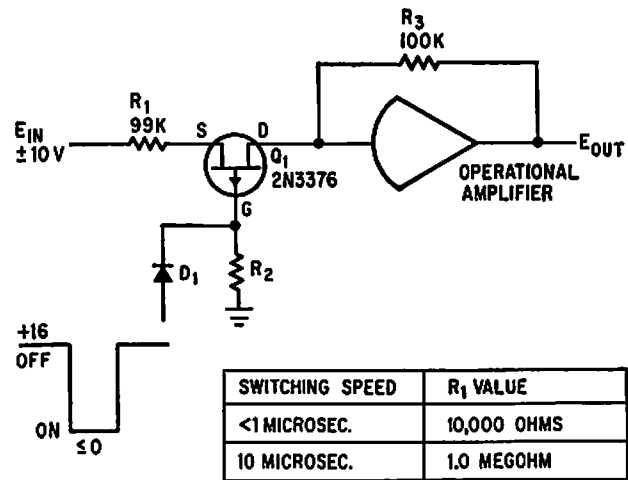 R3
100K
R1
99K
EIN
±10 V
S
D
Q1
2N3376
G
EOUT
OPERATIONAL
AMPLIFIER
D1
R2
+16
OFF
ON
≤0
SWITCHING SPEED R1 VALUE
<1 MICROSEC. 10,000 OHMS
10 MICROSEC. 1.0 MEGOHM